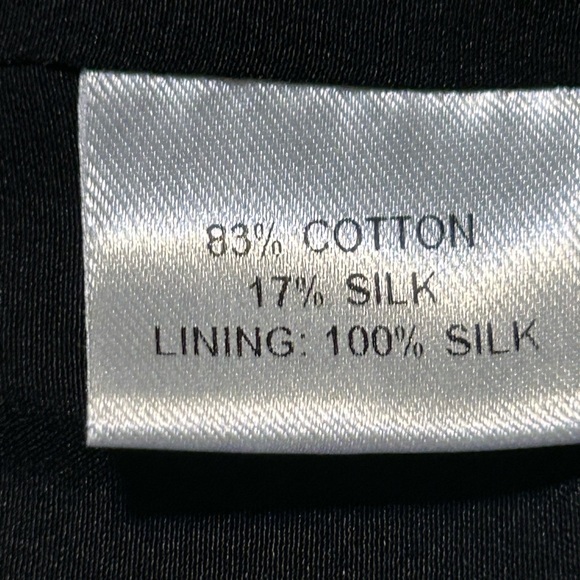 83% COTTON
17% SILK
LINING: 100% SILK